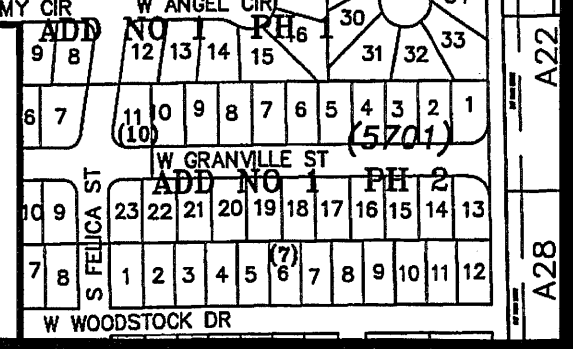 MY CIR
W ANGEL CIR
ADD NO 1 PH 1
30
31 32 33
9 8
12 13 14 15 16
A22
6 7
11 10 9 8 7 6 5 4 3 2 1
(10)
(5701)
W GRANVILLE ST
ADD NO 1 PH 2
10 9
23 22 21 20 19 18 17 16 15 14 13
S FELICA ST
(7)
7 8
1 2 3 4 5 6 7 8 9 10 11 12
A28
W WOODSTOCK DR